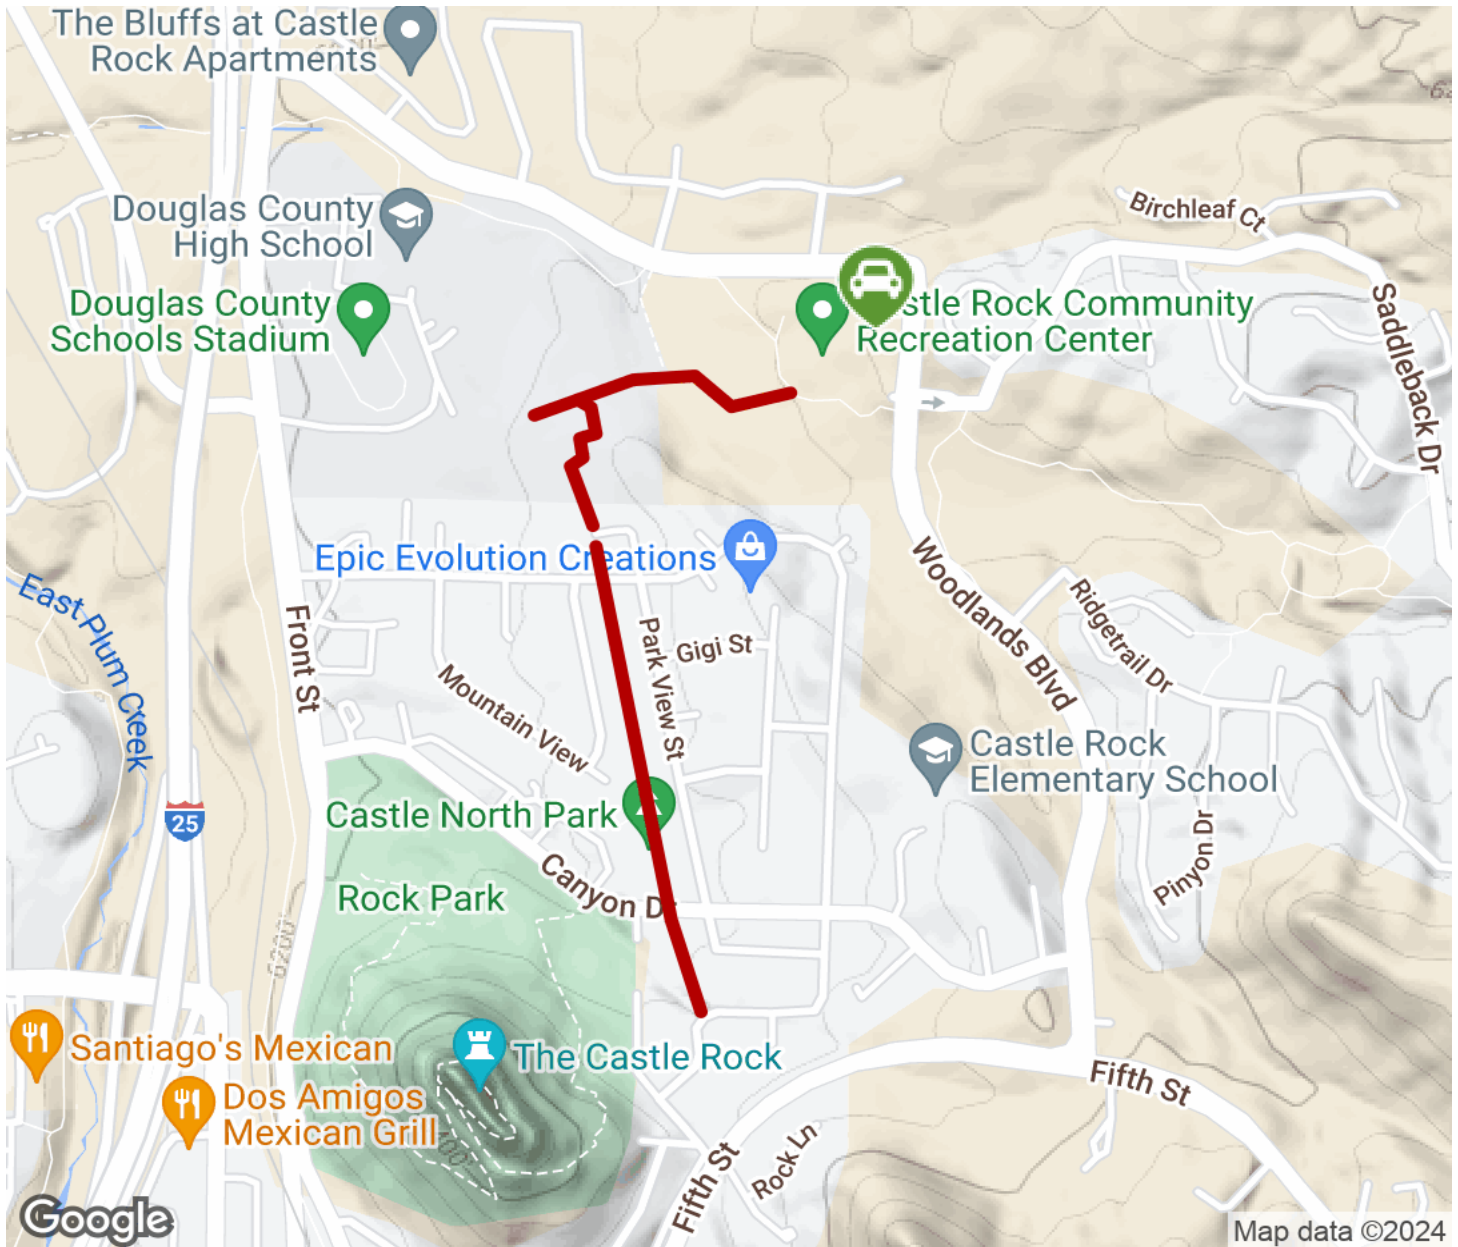 The Bluffs at Castle
Rock Apartments
Douglas County
High School
Birchleaf Ct
Douglas County
Schools Stadium
stle Rock Community
Recreation Center
Saddleback Dr
Epic Evolution Creations
East Plum Creek
Front St
Park View St
Gigi St
Woodlands Blvd
Ridgetrail Dr
Mountain View
Castle Rock
Elementary School
25
Castle North Park
Canyon Dr
Pinyon Dr
Rock Park
6200
Santiago's Mexican
The Castle Rock
Dos Amigos
Mexican Grill
Fifth St
Fifth St
Rock Ln
Google
Map data ©2024